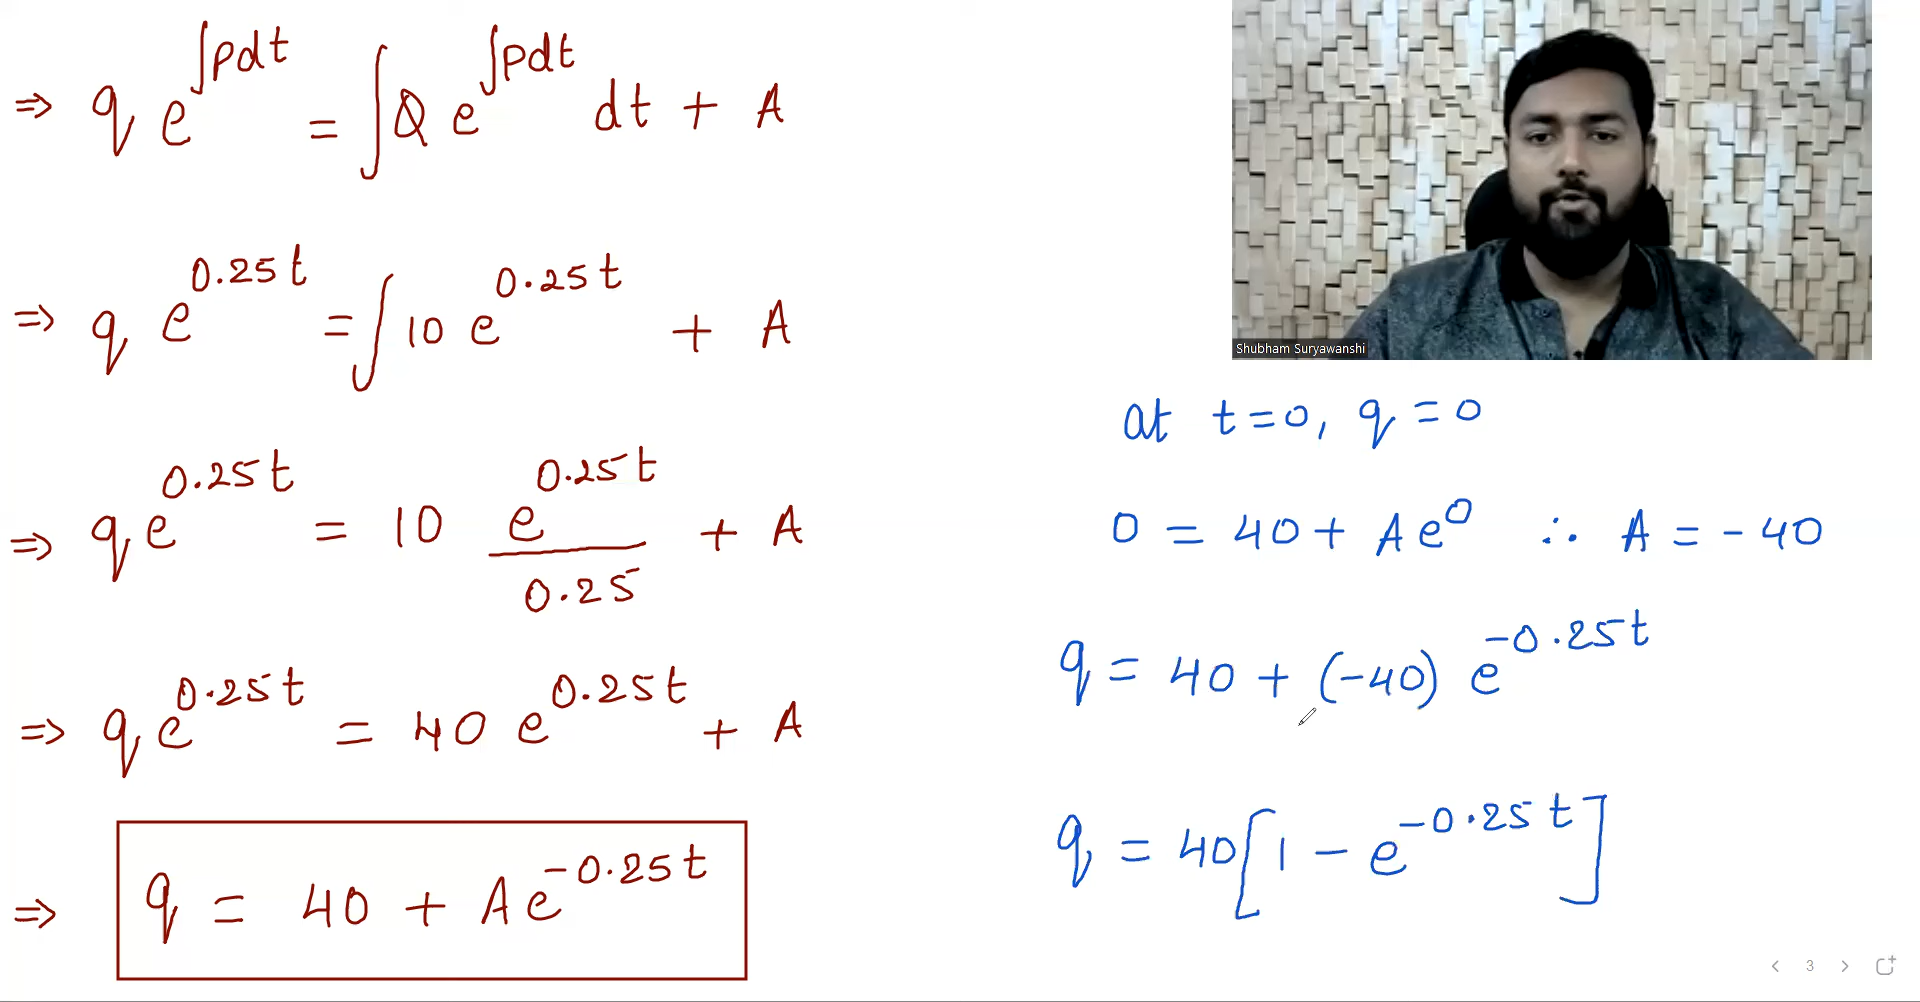 ⇒ q e^∫pdt = ∫Q e^∫pdt dt + A
⇒ q e^0.25t = ∫10 e^0.25t + A
⇒ q e^0.25t = 10 e^0.25t / 0.25 + A
⇒ q e^0.25t = 40 e^0.25t + A
⇒ q = 40 + A e^-0.25t
Shubham Suryawanshi
at t=0, q=0
0 = 40 + A e^0 ∴ A = -40
q = 40 + (-40) e^-0.25t
q = 40[1 - e^-0.25t]
3